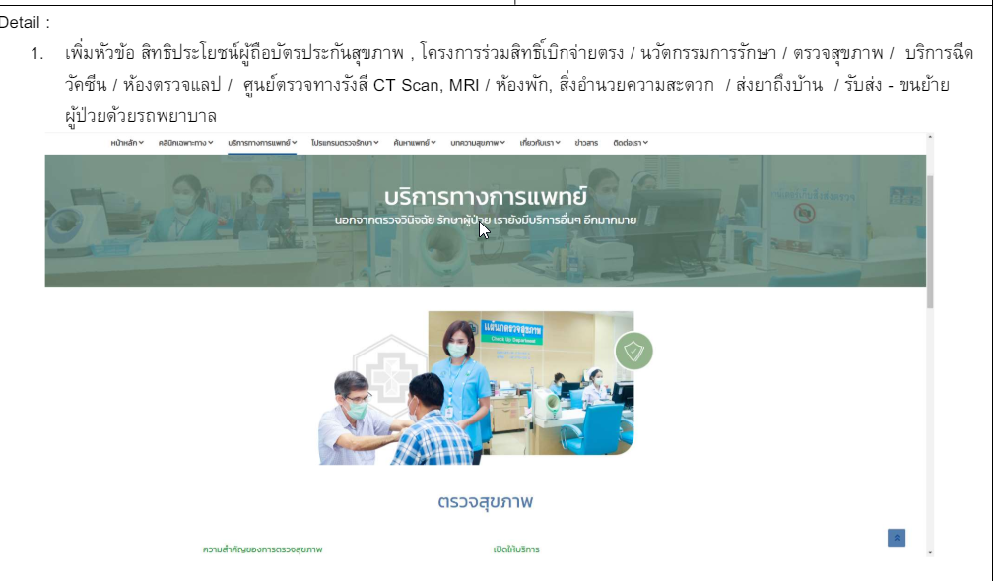 Detail :
1. เพิ่มหัวข้อ สิทธิประโยชน์ผู้ถือบัตรประกันสุขภาพ , โครงการร่วมสิทธิ์เบิกจ่ายตรง / นวัตกรรมการรักษา / ตรวจสุขภาพ / บริการฉีด
วัคซีน / ห้องตรวจแลป / ศูนย์ตรวจทางรังสี CT Scan, MRI / ห้องพัก, สิ่งอำนวยความสะดวก / ส่งยาถึงบ้าน / รับส่ง - ขนย้าย
ผู้ป่วยด้วยรถพยาบาล
หน้าหลัก คลินิกเฉพาะทาง บริการทางการแพทย์ โปรแกรมตรวจรักษา ค้นหาแพทย์ บทความสุขภาพ เกี่ยวกับเรา ข่าวสาร ติดต่อเรา
บริการทางการแพทย์
นอกจากตรวจวินิจฉัย รักษาผู้ป่วย เรายังมีบริการอื่นๆ อีกมากมาย
แผนกตรวจสุขภาพ
Check Up Department
ตรวจสุขภาพ
ความสำคัญของการตรวจสุขภาพ เปิดให้บริการ